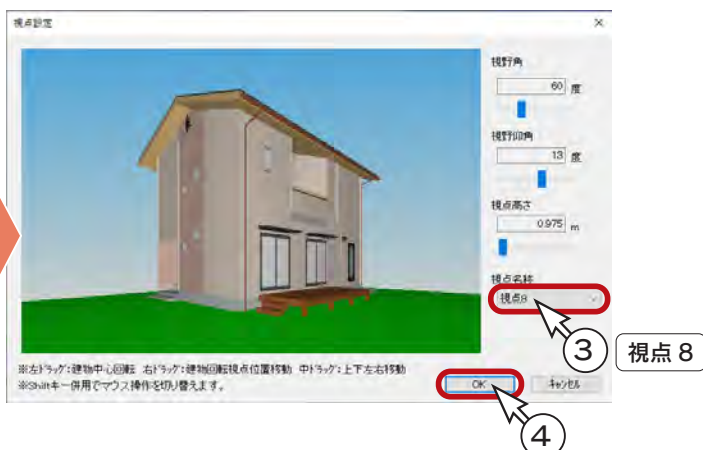 視点設定
視野角
60 度
視野仰角
13 度
視点高さ
0.975 m
視点名称
視点8
③ 視点 8
※左ドラッグ:建物中心回転 右ドラッグ:建物回転視点位置移動 中ドラッグ:上下左右移動
※Shiftキー併用でマウス操作を切り替えます。
OK キャンセル
④